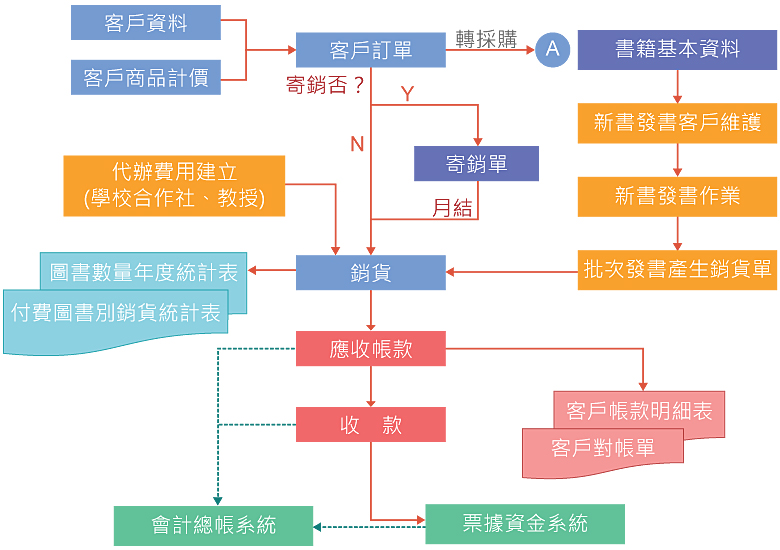 客戶資料
客戶商品計價
客戶訂單
轉採購
A
書籍基本資料
寄銷否？
Y
N
新書發書客戶維護
寄銷單
代辦費用建立
(學校合作社、教授)
新書發書作業
月結
圖書數量年度統計表
付費圖書別銷貨統計表
銷貨
批次發書產生銷貨單
應收帳款
收　款
客戶帳款明細表
客戶對帳單
會計總帳系統
票據資金系統